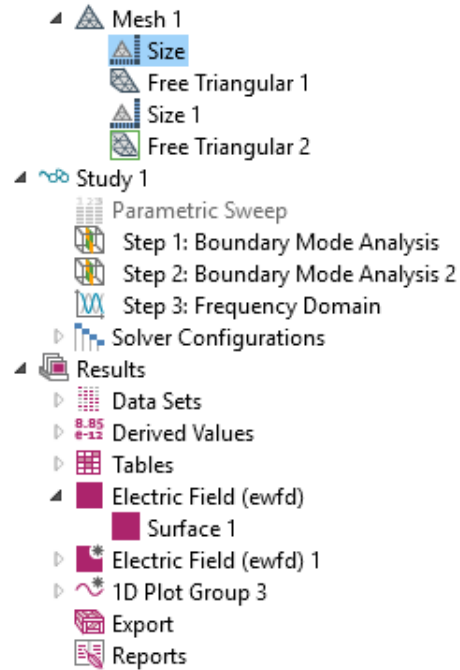 Mesh 1
Size
Free Triangular 1
Size 1
Free Triangular 2
Study 1
Parametric Sweep
Step 1: Boundary Mode Analysis
Step 2: Boundary Mode Analysis 2
Step 3: Frequency Domain
Solver Configurations
Results
Data Sets
8.85
e-12 Derived Values
Tables
Electric Field (ewfd)
Surface 1
Electric Field (ewfd) 1
1D Plot Group 3
Export
Reports